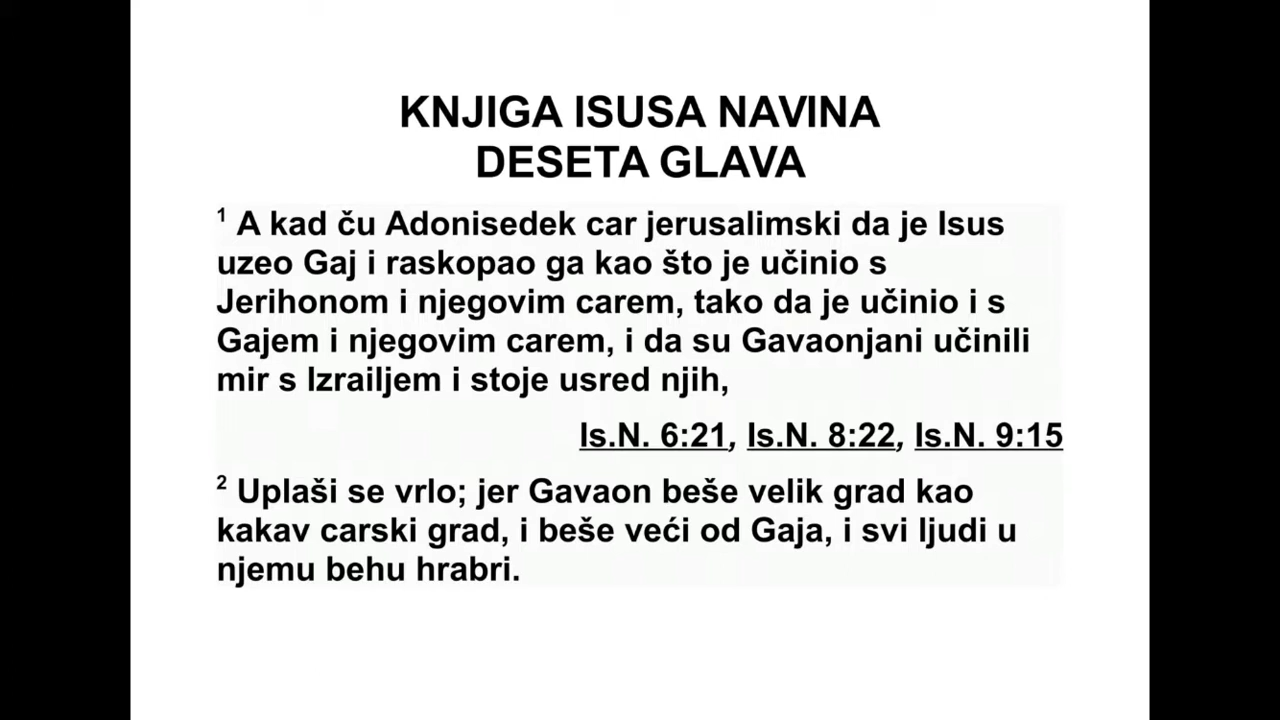 KNJIGA ISUSA NAVINA
DESETA GLAVA
1 A kad ču Adonisedek car jerusalimski da je Isus
uzeo Gaj i raskopao ga kao što je učinio s
Jerihonom i njegovim carem, tako da je učinio i s
Gajem i njegovim carem, i da su Gavaonjani učinili
mir s Izrailjem i stoje usred njih,
Is.N. 6:21, Is.N. 8:22, Is.N. 9:15
2 Uplaši se vrlo; jer Gavaon beše velik grad kao
kakav carski grad, i beše veći od Gaja, i svi ljudi u
njemu behu hrabri.